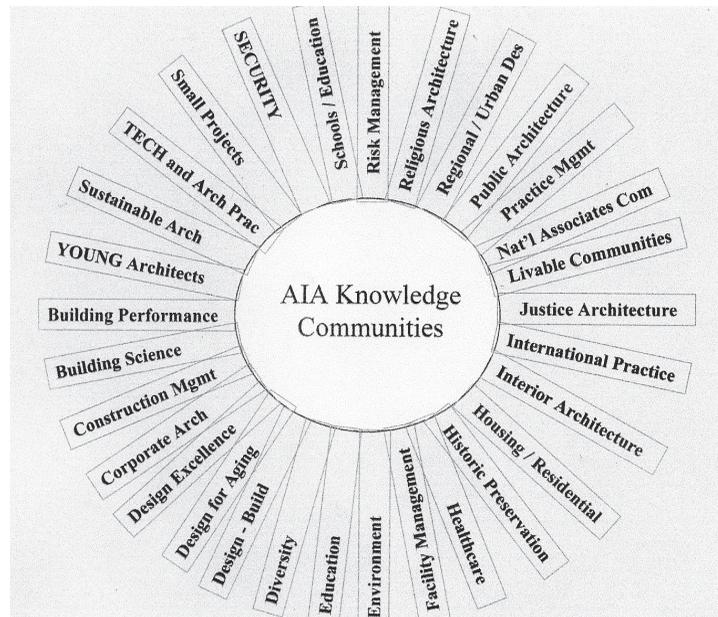 AIA Knowledge
Communities
Risk Management
Religious Architecture
Regional / Urban Des
Public Architecture
Practice Mgmt
Nat'l Associates Com
Livable Communities
Justice Architecture
International Practice
Interior Architecture
Housing / Residential
Historic Preservation
Healthcare
Facility Management
Environment
Education
Diversity
Design - Build
Design for Aging
Design Excellence
Corporate Arch
Construction Mgmt
Building Science
Building Performance
YOUNG Architects
Sustainable Arch
TECH and Arch Prac
Small Projects
SECURITY
Schools / Education